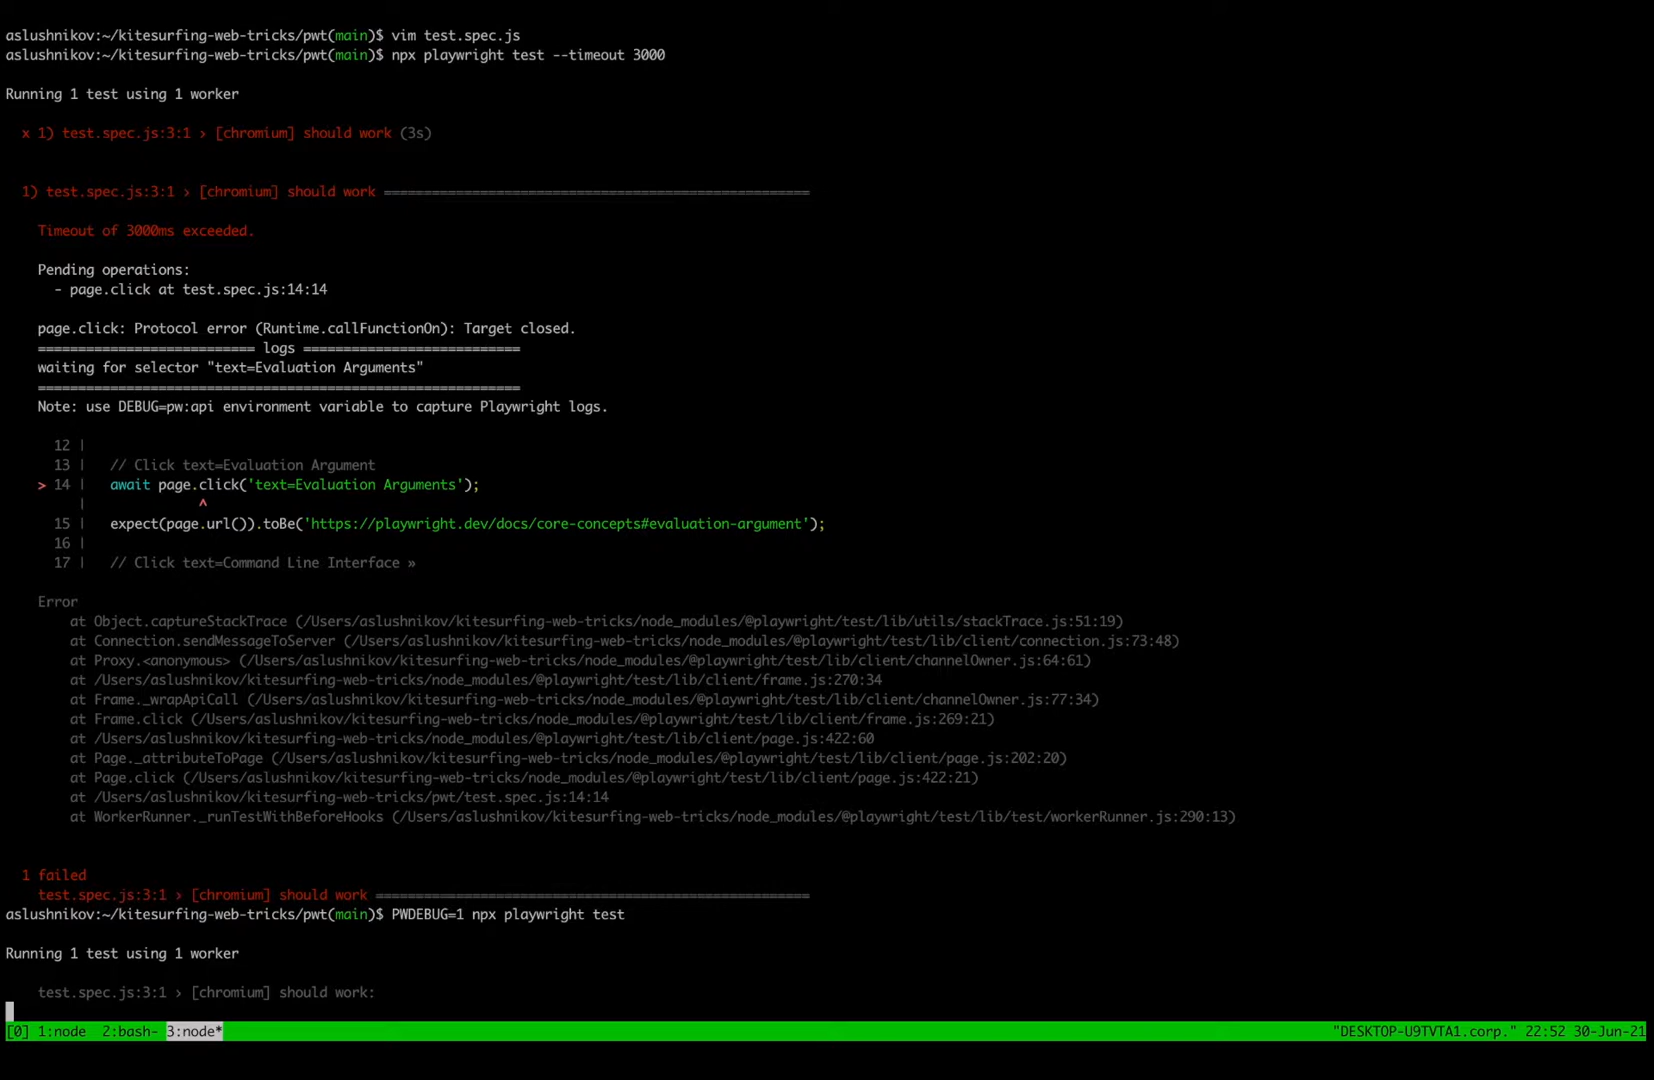 aslushnikov:~/kitesurfing-web-tricks/pwt(main)$ vim test.spec.js
aslushnikov:~/kitesurfing-web-tricks/pwt(main)$ npx playwright test --timeout 3000
Running 1 test using 1 worker
x 1) test.spec.js:3:1 › [chromium] should work (3s)
1) test.spec.js:3:1 › [chromium] should work =====================================================
Timeout of 3000ms exceeded.
Pending operations:
- page.click at test.spec.js:14:14
page.click: Protocol error (Runtime.callFunctionOn): Target closed.
=========================== logs ===========================
waiting for selector "text=Evaluation Arguments"
============================================================
Note: use DEBUG=pw:api environment variable to capture Playwright logs.
12 |
13 |   // Click text=Evaluation Argument
> 14 |   await page.click('text=Evaluation Arguments');
|              ^
15 |   expect(page.url()).toBe('https://playwright.dev/docs/core-concepts#evaluation-argument');
16 |
17 |   // Click text=Command Line Interface »
Error
at Object.captureStackTrace (/Users/aslushnikov/kitesurfing-web-tricks/node_modules/@playwright/test/lib/utils/stackTrace.js:51:19)
at Connection.sendMessageToServer (/Users/aslushnikov/kitesurfing-web-tricks/node_modules/@playwright/test/lib/client/connection.js:73:48)
at Proxy.<anonymous> (/Users/aslushnikov/kitesurfing-web-tricks/node_modules/@playwright/test/lib/client/channelOwner.js:64:61)
at /Users/aslushnikov/kitesurfing-web-tricks/node_modules/@playwright/test/lib/client/frame.js:270:34
at Frame._wrapApiCall (/Users/aslushnikov/kitesurfing-web-tricks/node_modules/@playwright/test/lib/client/channelOwner.js:77:34)
at Frame.click (/Users/aslushnikov/kitesurfing-web-tricks/node_modules/@playwright/test/lib/client/frame.js:269:21)
at /Users/aslushnikov/kitesurfing-web-tricks/node_modules/@playwright/test/lib/client/page.js:422:60
at Page._attributeToPage (/Users/aslushnikov/kitesurfing-web-tricks/node_modules/@playwright/test/lib/client/page.js:202:20)
at Page.click (/Users/aslushnikov/kitesurfing-web-tricks/node_modules/@playwright/test/lib/client/page.js:422:21)
at /Users/aslushnikov/kitesurfing-web-tricks/pwt/test.spec.js:14:14
at WorkerRunner._runTestWithBeforeHooks (/Users/aslushnikov/kitesurfing-web-tricks/node_modules/@playwright/test/lib/test/workerRunner.js:290:13)
1 failed
test.spec.js:3:1 › [chromium] should work ======================================================
aslushnikov:~/kitesurfing-web-tricks/pwt(main)$ PWDEBUG=1 npx playwright test
Running 1 test using 1 worker
test.spec.js:3:1 › [chromium] should work:
[0] 1:node  2:bash- 3:node* "DESKTOP-U9TVTA1.corp." 22:52 30-Jun-21